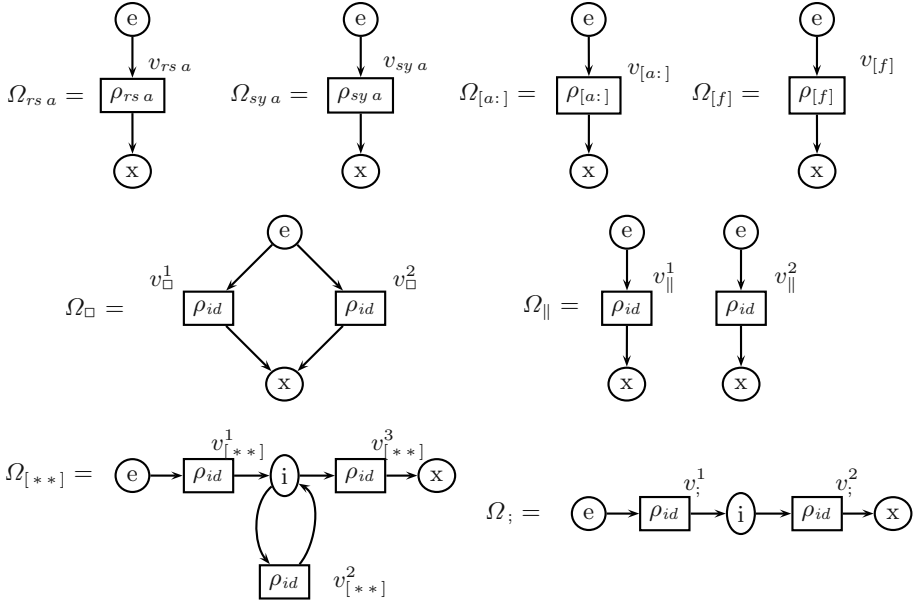 e e e e
v_{rs a} v_{sy a} v_{[a:]} v_{[f]}
Ω_{rs a} = ρ_{rs a} Ω_{sy a} = ρ_{sy a} Ω_{[a:]} = ρ_{[a:]} Ω_{[f]} = ρ_{[f]}
x x x x
e e e
v^1_□ v^2_□ v^1_∥ v^2_∥
Ω_□ = ρ_{id} ρ_{id} Ω_∥ = ρ_{id} ρ_{id}
x x x
v^1_{[**]} v^3_{[**]}
Ω_{[**]} = e ρ_{id} i ρ_{id} x
v^1_; v^2_;
Ω_; = e ρ_{id} i ρ_{id} x
ρ_{id} v^2_{[**]}